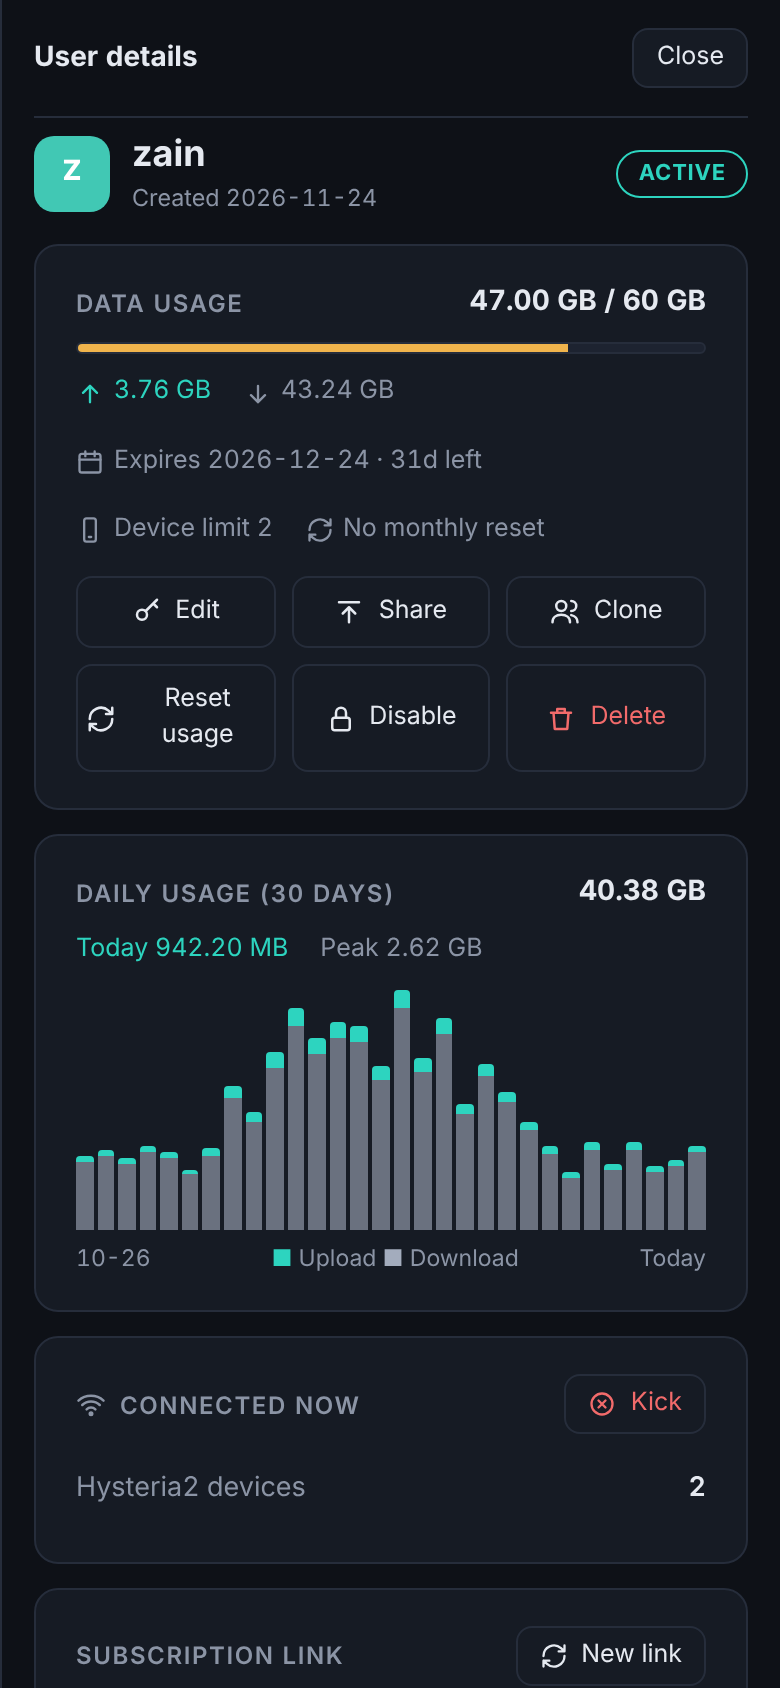 User details
Close
Z
zain
Created 2026-11-24
ACTIVE
DATA USAGE
47.00 GB / 60 GB
↑ 3.76 GB ↓ 43.24 GB
Expires 2026-12-24 · 31d left
Device limit 2 No monthly reset
Edit
Share
Clone
Reset
usage
Disable
Delete
DAILY USAGE (30 DAYS)
40.38 GB
Today 942.20 MB Peak 2.62 GB
10-26
Upload Download
Today
CONNECTED NOW
Kick
Hysteria2 devices
2
SUBSCRIPTION LINK
New link